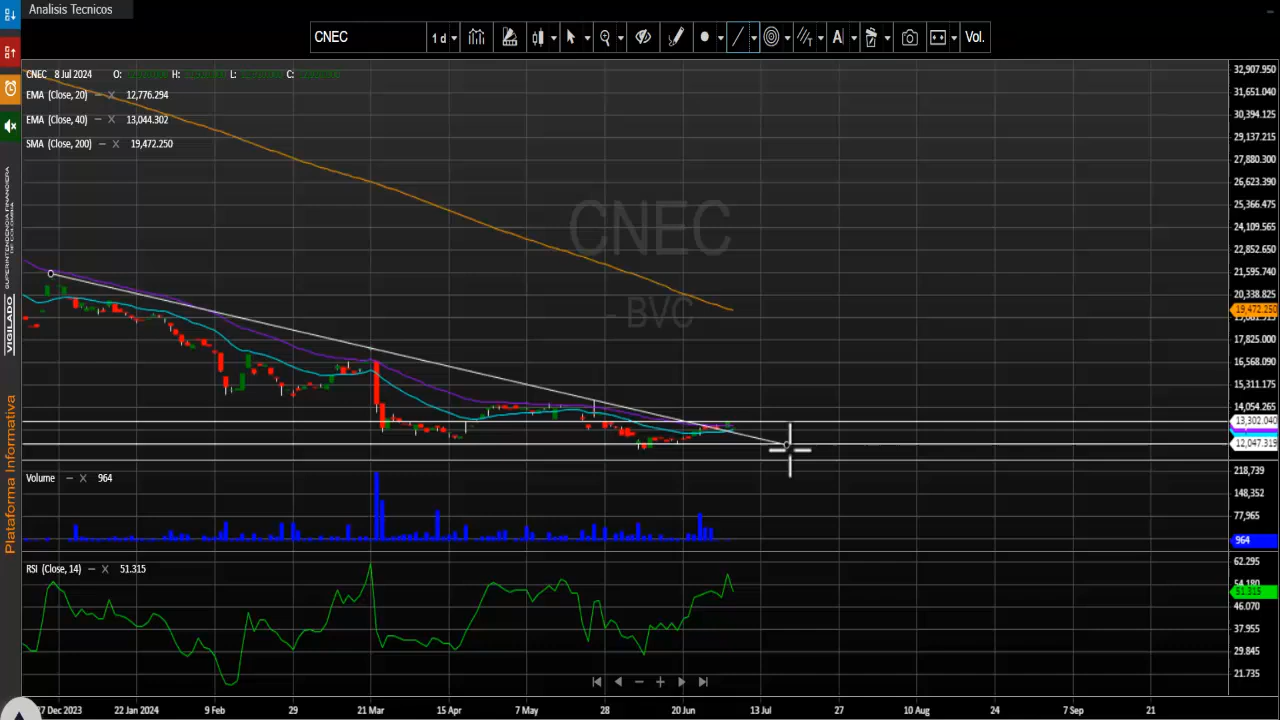 Analisis Tecnicos
CNEC
1 d
A
Vol.
CNEC 8 Jul 2024 O: H: L: C:
EMA (Close, 20) – X 12,776.294
EMA (Close, 40) – X 13,044.302
SMA (Close, 200) – X 19,472.250
CNEC
- BVC
32,907.950
31,651.040
30,394.125
29,137.215
27,880.300
26,623.390
25,366.475
24,109.565
22,852.650
21,595.740
20,338.825
19,472.250
17,825.000
16,568.090
15,311.175
14,054.265
13,302.040
12,047.319
Volume – X 964
218,739
148,352
77,965
964
RSI (Close, 14) – X 51.315
62.295
54.180
51.315
46.070
37.955
29.845
21.735
27 Dec 2023
22 Jan 2024
9 Feb
29
21 Mar
15 Apr
7 May
28
20 Jun
13 Jul
27
10 Aug
24
7 Sep
21
VIGILADO SUPERINTENDENCIA FINANCIERA
DE COLOMBIA
Plataforma Informativa